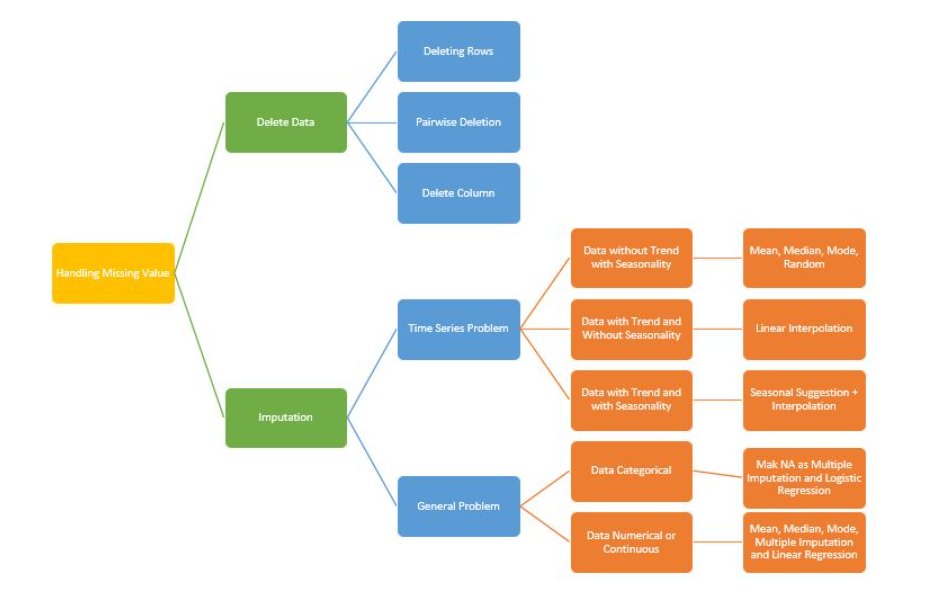 Deleting Rows
Delete Data
Pairwise Deletion
Delete Column
Handling Missing Value
Data without Trend
with Seasonality
Mean, Median, Mode,
Random
Time Series Problem
Data with Trend and
Without Seasonality
Linear Interpolation
Data with Trend and
with Seasonality
Seasonal Suggestion +
Interpolation
Imputation
Data Categorical
Mak NA as Multiple
Imputation and Logistic
Regression
General Problem
Data Numerical or
Continuous
Mean, Median, Mode,
Multiple Imputation
and Linear Regression